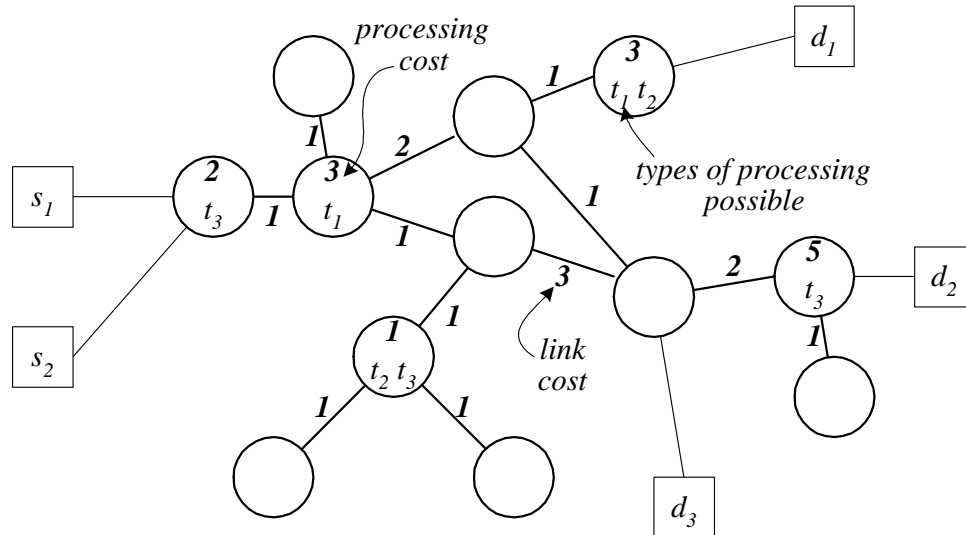 processing
cost
1
3
t1 t2
d1
1
2
3
t1
2
t3
1
s1
types of processing
possible
1
1
3
link
cost
2
5
t3
d2
1
1
s2
1
t2 t3
1
1
d3